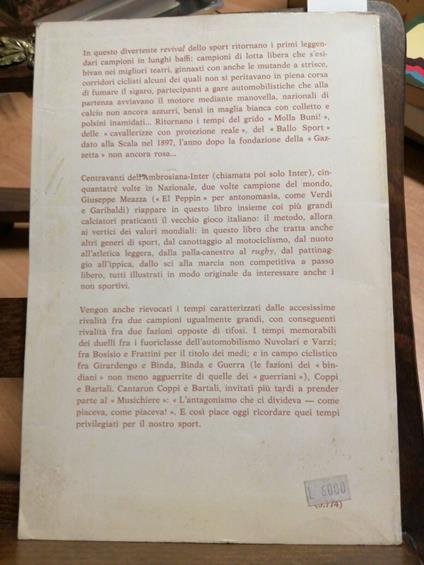 In questo divertente revival dello sport ritornano i primi leggen-
dari campioni in lunghi baffi: campioni di lotta libera che s'esi-
bivan nei migliori teatri, ginnasti con anche le mutande a strisce,
corridori ciclisti alcuni dei quali non si peritavano in piena corsa
di fumare il sigaro, partecipanti a gare automobilistiche che alla
partenza avviavano il motore mediante manovella, nazionali di
calcio non ancora azzurri, bensì in maglia bianca con colletto e
polsini inamidati... Ritornano i tempi del grido « Molla Buni! »,
delle « cavallerizze con protezione reale », del « Ballo Sport »
dato alla Scala nel 1897, l'anno dopo la fondazione della « Gaz-
zetta » non ancora rosa...
Centravanti dell'Ambrosiana-Inter (chiamata poi solo Inter), cin-
quantatré volte in Nazionale, due volte campione del mondo,
Giuseppe Meazza (« El Peppin » per antonomasia, come Verdi
e Garibaldi) riappare in questo libro insieme coi più grandi
calciatori praticanti il vecchio gioco italiano: il metodo, allora
ai vertici dei valori mondiali: in questo libro che tratta anche
altri generi di sport, dal canottaggio al motociclismo, dal nuoto
all'atletica leggera, dalla palla-canestro al rugby, dal pattinag-
gio all'ippica, dallo sci alla marcia non competitiva a passo
libero, tutti illustrati in modo originale da interessare anche i
non sportivi.
Vengon anche rievocati i tempi caratterizzati dalle accesissime
rivalità fra due campioni ugualmente grandi, con conseguenti
rivalità fra due fazioni opposte di tifosi. I tempi memorabili
dei duelli fra i fuoriclasse dell'automobilismo Nuvolari e Varzi;
fra Bosisio e Frattini per il titolo dei medi; e in campo ciclistico
fra Girardengo e Binda, Binda e Guerra (le fazioni dei « bin-
diani » non meno agguerrite di quelle dei « guerriani »), Coppi
e Bartali. Cantaron Coppi e Bartali, invitati più tardi a prender
parte al « Musichiere »: « L'antagonismo che ci divideva — come
piaceva, come piaceva! ». E così piace oggi ricordare quei tempi
privilegiati per il nostro sport.
L 6000